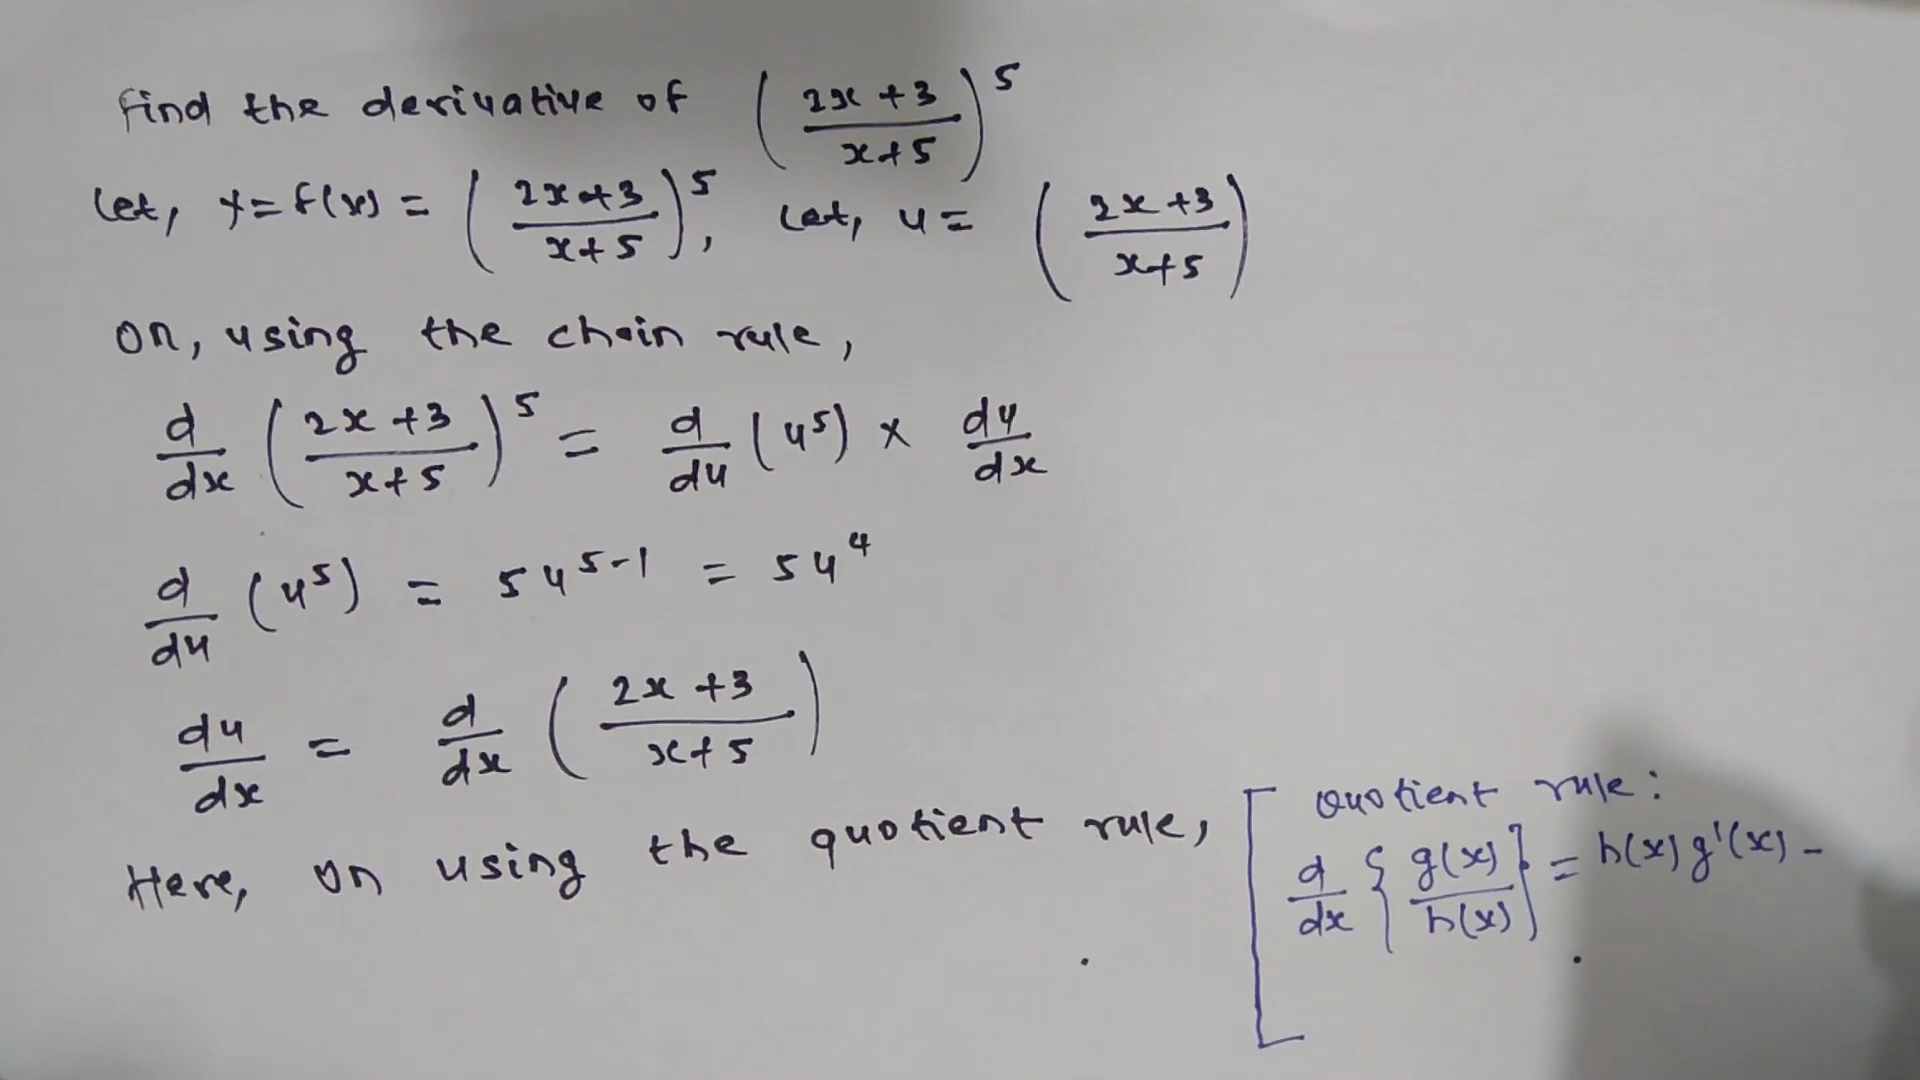 Find the derivative of ( (2x+3)/(x+5) )^5
Let, y=f(x) = ( (2x+3)/(x+5) )^5, Let, u = ( (2x+3)/(x+5) )
On, using the chain rule,
d/dx ( (2x+3)/(x+5) )^5 = d/du (u^5) × du/dx
d/du (u^5) = 5u^5-1 = 5u^4
du/dx = d/dx ( (2x+3)/(x+5) )
Here, on using the quotient rule,
[ Quotient rule:
d/dx { g(x)/h(x) } = h(x) g'(x) -